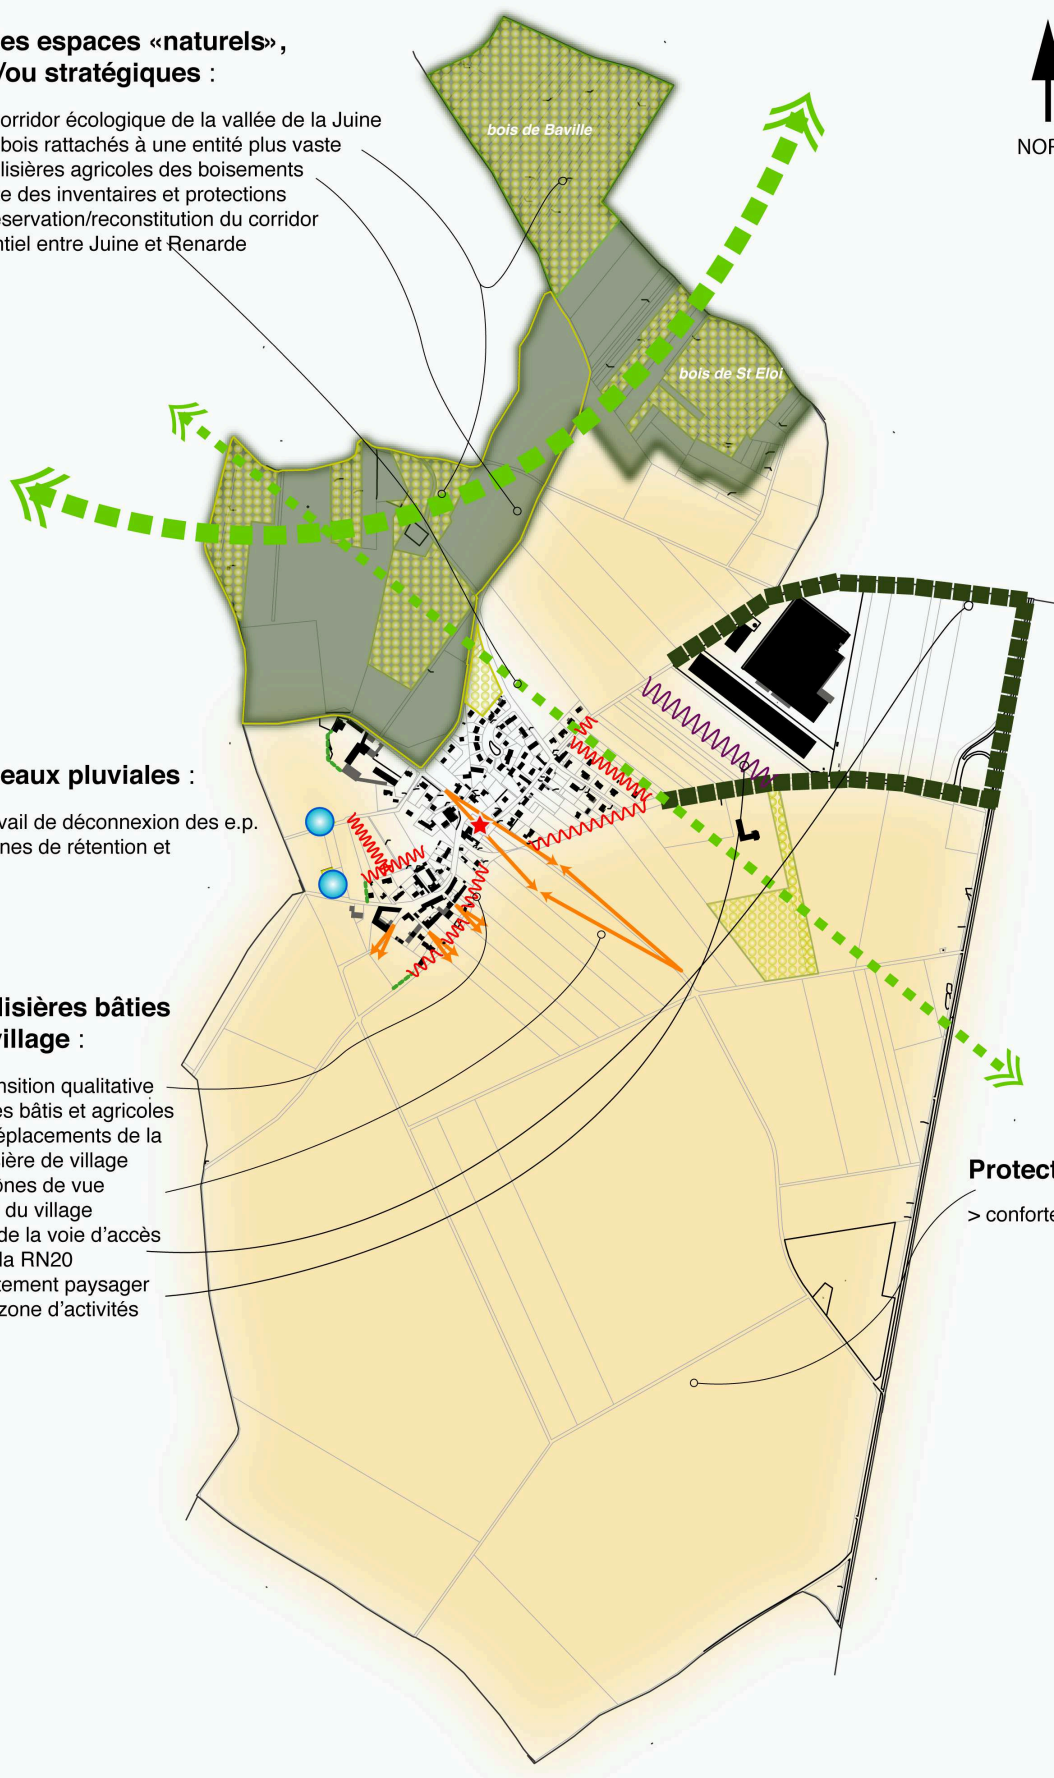 es espaces «naturels»,
/ou stratégiques :
orridor écologique de la vallée de la Juine
bois rattachés à une entité plus vaste
lisières agricoles des boisements
e des inventaires et protections
servation/reconstitution du corridor
ntiel entre Juine et Renarde
bois de Baville
NOR
bois de St Eloi
eaux pluviales :
vail de déconnexion des e.p.
nes de rétention et
lisières bâties
village :
nsition qualitative
es bâtis et agricoles
éplacements de la
sière de village
ônes de vue
du village
de la voie d'accès
la RN20
tement paysager
zone d'activités
Protect
> conforte